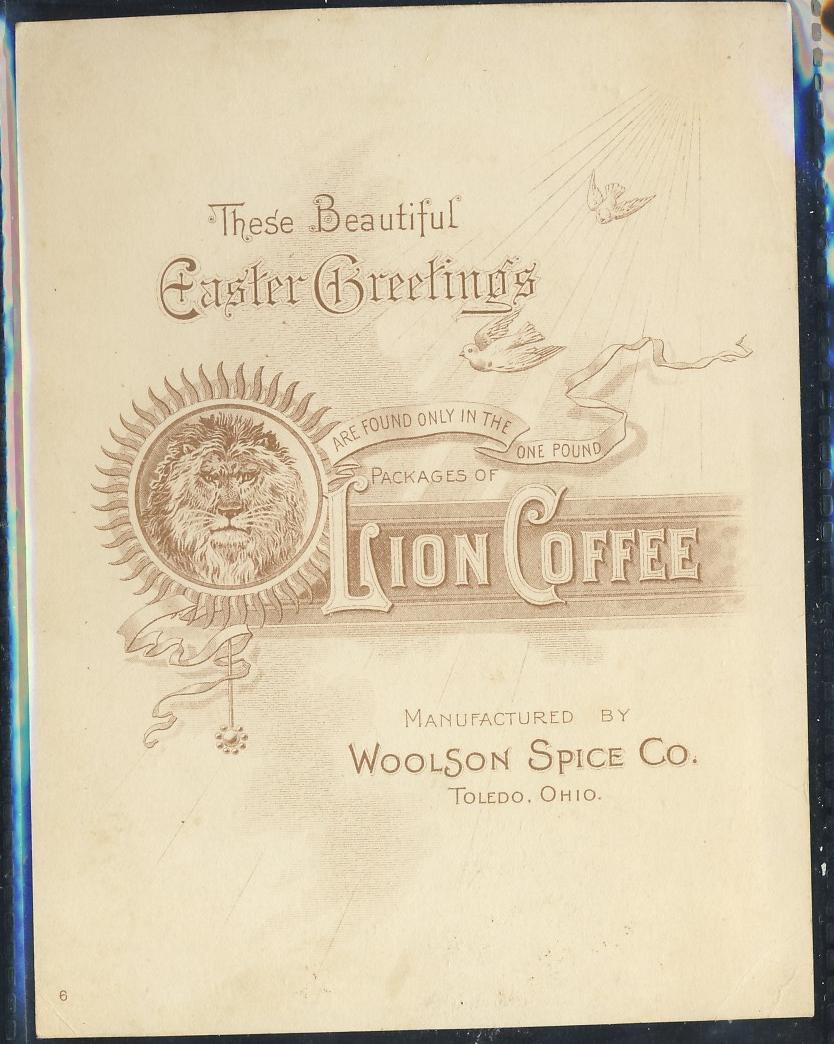 These Beautiful
Easter Greetings
ARE FOUND ONLY IN THE
ONE POUND
PACKAGES OF
LION COFFEE
MANUFACTURED BY
WOOLSON SPICE CO.
TOLEDO, OHIO.
6